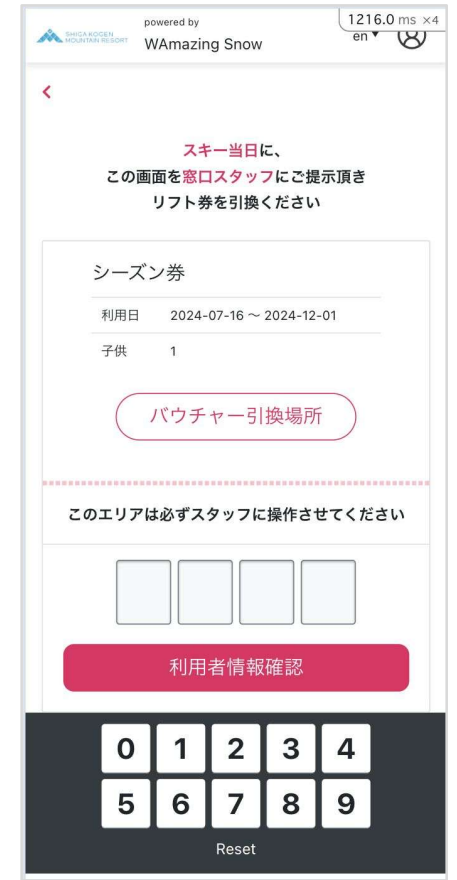 SHIGA KOGEN
MOUNTAIN RESORT
powered by
WAmazing Snow
1216.0 ms ×4
en ▼
スキー当日に、
この画面を窓口スタッフにご提示頂き
リフト券を引換ください
シーズン券
利用日 2024-07-16 ～ 2024-12-01
子供 1
バウチャー引換場所
このエリアは必ずスタッフに操作させてください
利用者情報確認
0 1 2 3 4
5 6 7 8 9
Reset